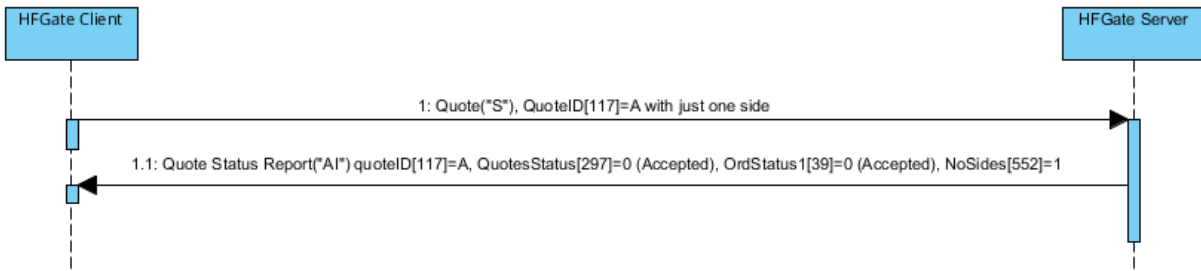 HFGate Client
HFGate Server
1: Quote("S"), QuoteID[117]=A with just one side
1.1: Quote Status Report("AI") quoteID[117]=A, QuotesStatus[297]=0 (Accepted), OrdStatus1[39]=0 (Accepted), NoSides[552]=1